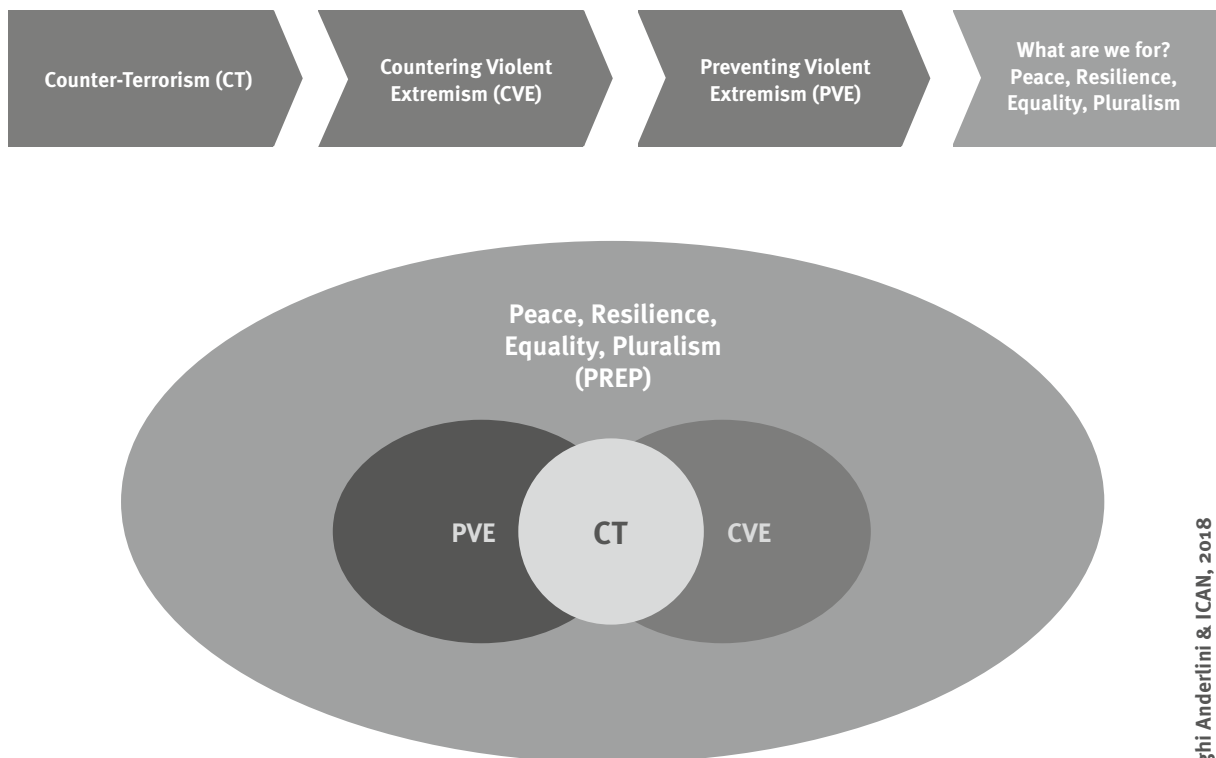 Counter-Terrorism (CT)
Countering Violent
Extremism (CVE)
Preventing Violent
Extremism (PVE)
What are we for?
Peace, Resilience,
Equality, Pluralism
Peace, Resilience,
Equality, Pluralism
(PREP)
PVE
CT
CVE
Anderlini & ICAN, 2018